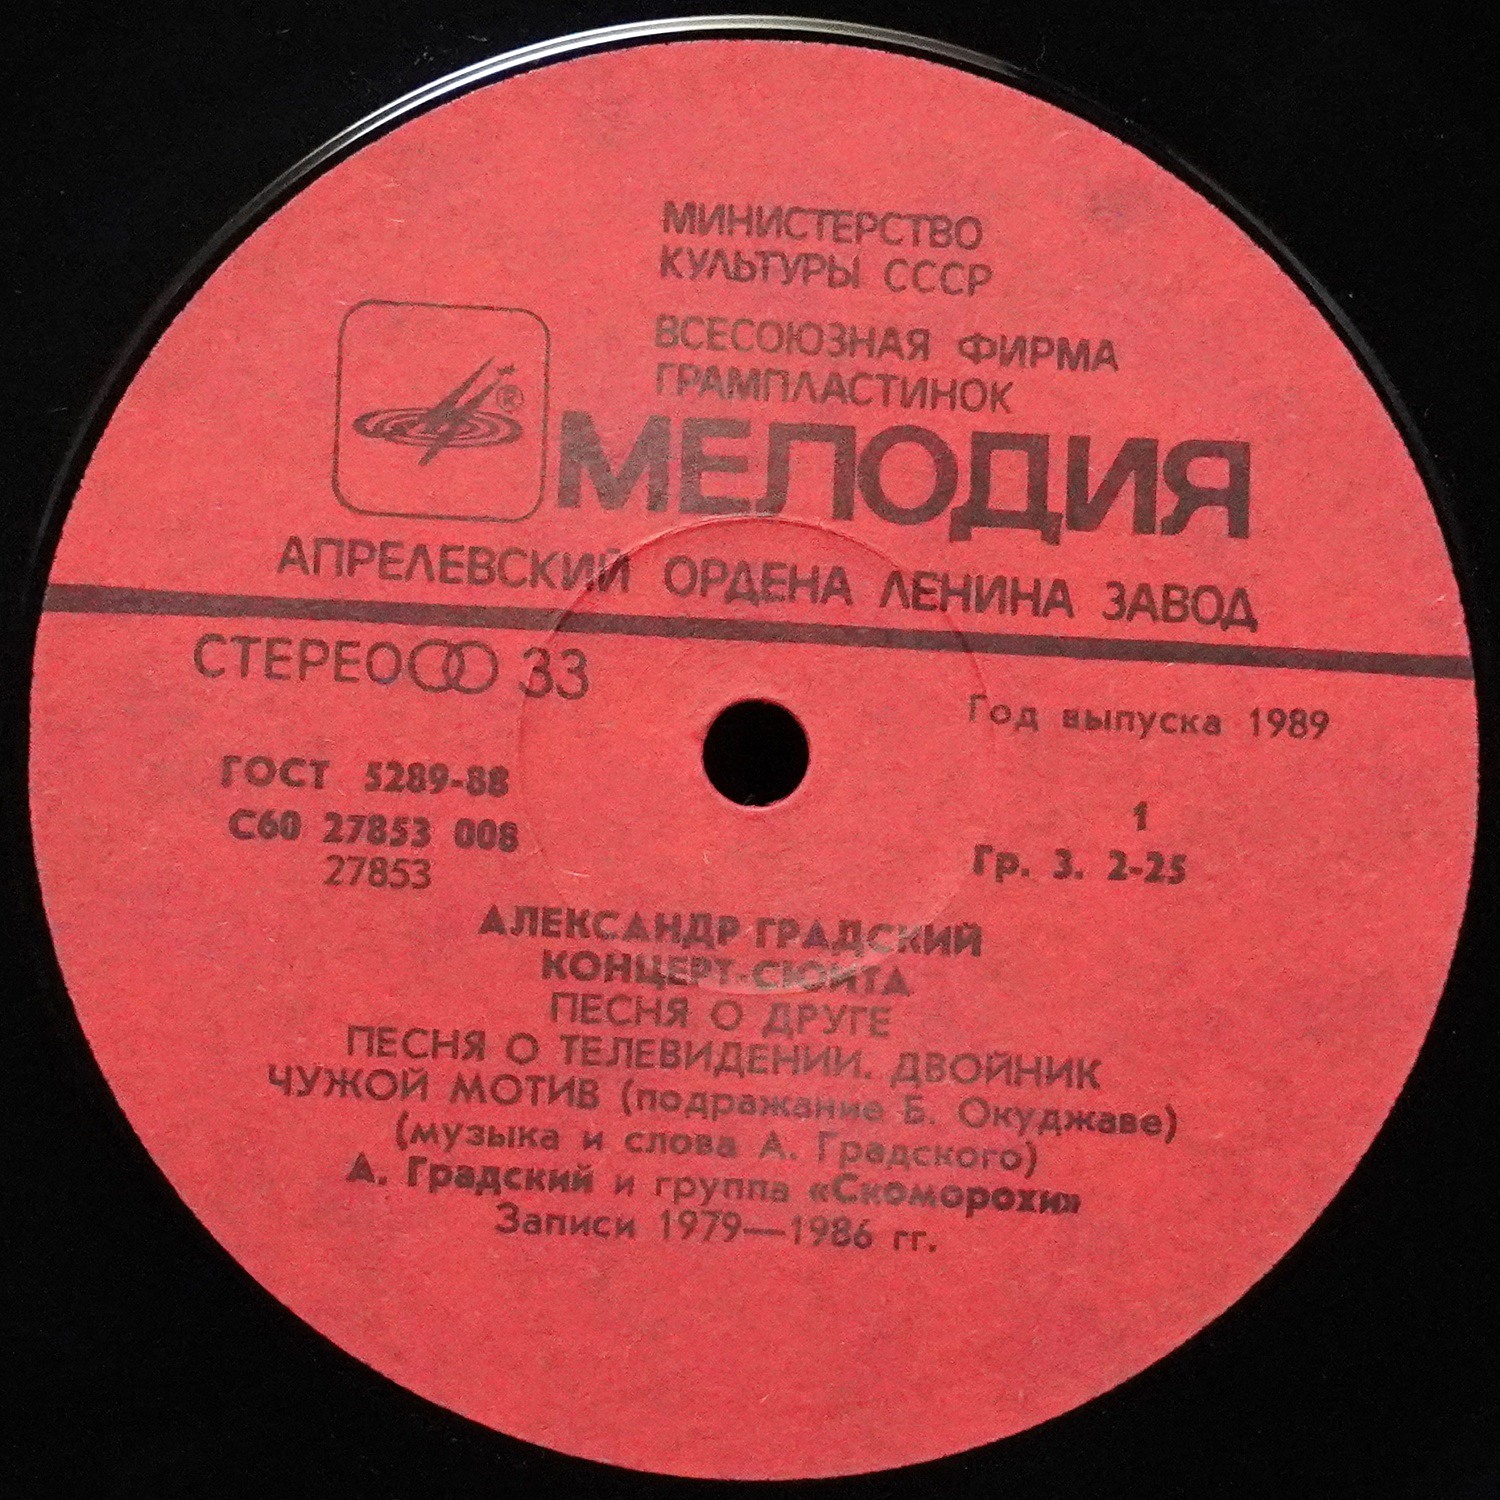 МИНИСТЕРСТВО
КУЛЬТУРЫ СССР
ВСЕСОЮЗНАЯ ФИРМА
ГРАМПЛАСТИНОК
®
МЕЛОДИЯ
АПРЕЛЕВСКИЙ ОРДЕНА ЛЕНИНА ЗАВОД
СТЕРЕО 33
Год выпуска 1989
ГОСТ 5289-88
С60 27853 008
27853
1
Гр. 3. 2-25
АЛЕКСАНДР ГРАДСКИЙ
КОНЦЕРТ-СЮИТА
ПЕСНЯ О ДРУГЕ
ПЕСНЯ О ТЕЛЕВИДЕНИИ. ДВОЙНИК
ЧУЖОЙ МОТИВ (подражание Б. Окуджаве)
(музыка и слова А. Градского)
А. Градский и группа «Скоморохи»
Записи 1979—1986 гг.